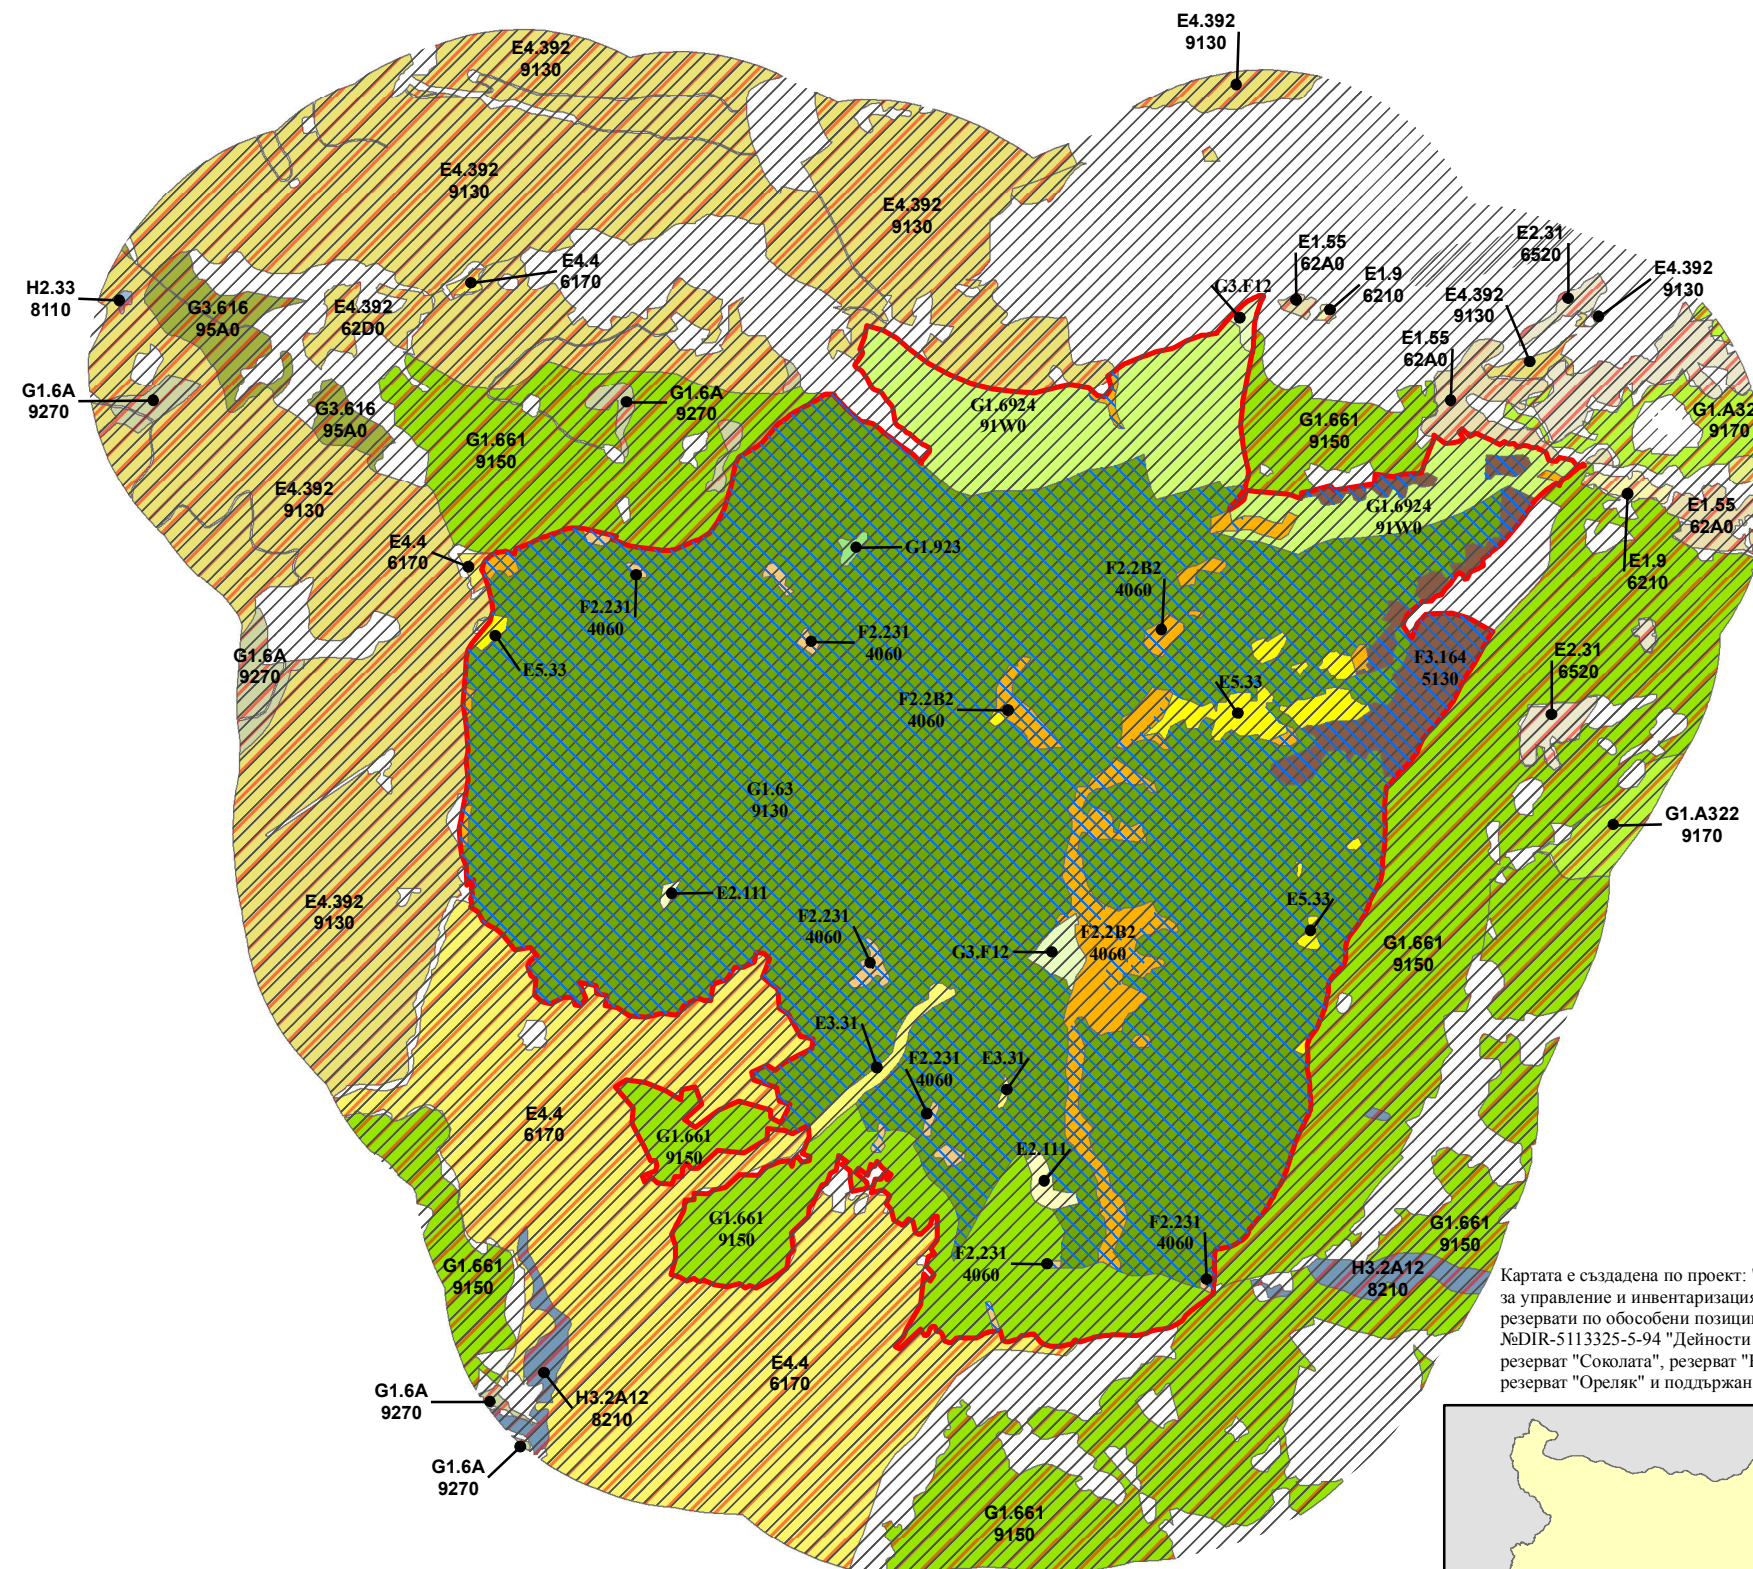 E4.392
9130
E4.392
9130
E4.392
9130
E4.392
9130
E4.4
6170
E1.55
62A0
E2.31
6520
E1.9
6210
E4.392
9130
G3.F12
H2.33
8110
G3.616
95A0
E4.392
62D0
E4.392
9130
E1.55
62A0
G1.6A
9270
G3.616
95A0
G1.6A
9270
G1.6924
91W0
G1.661
9150
G1.661
9150
G1.A32
9170
E4.392
9130
G1.6924
91W0
E1.55
62A0
E4.4
6170
G1.923
E1.9
6210
F2.231
4060
F2.2B2
4060
F2.231
4060
G1.6A
9270
E5.33
F3.164
5130
E2.31
6520
E5.33
F2.2B2
4060
G1.63
9130
G1.A322
9170
E4.392
9130
E2.111
F2.231
4060
E5.33
G3.F12
F2.2B2
4060
G1.661
9150
E3.31
F2.231
4060
E3.31
E4.4
6170
G1.661
9150
E2.111
G1.661
9150
F2.231
4060
G1.661
9150
G1.661
9150
F2.231
4060
H3.2A12
8210
Картата е създадена по проект:
за управление и инвентаризация
резервати по обособени позици
№DIR-5113325-5-94 "Дейности
резерват "Соколата", резерват
резерват "Ореляк" и поддържан
E4.4
6170
G1.6A
9270
H3.2A12
8210
G1.6A
9270
G1.661
9150